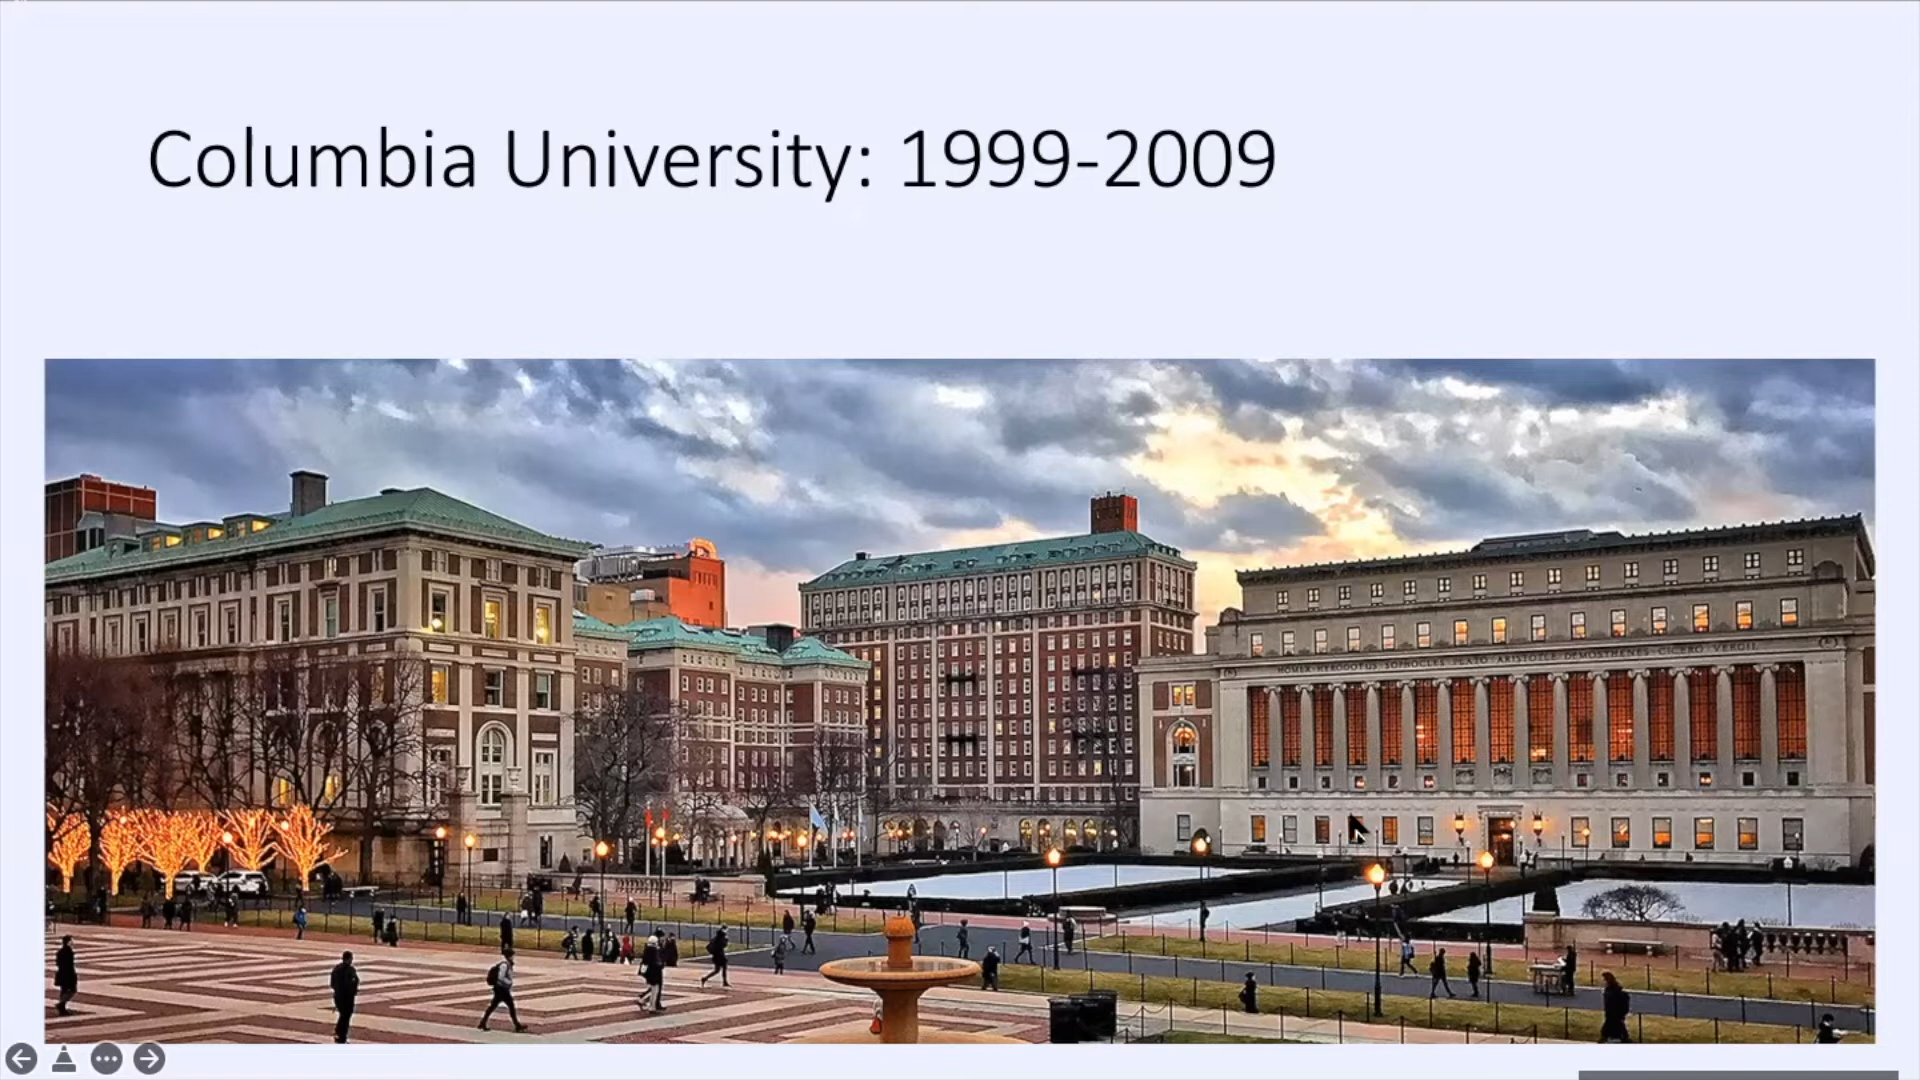 Columbia University: 1999-2009
HOMER HERODOTUS SOPHOCLES PLATO ARISTOTLE DEMOSTHENES CICERO VERGIL